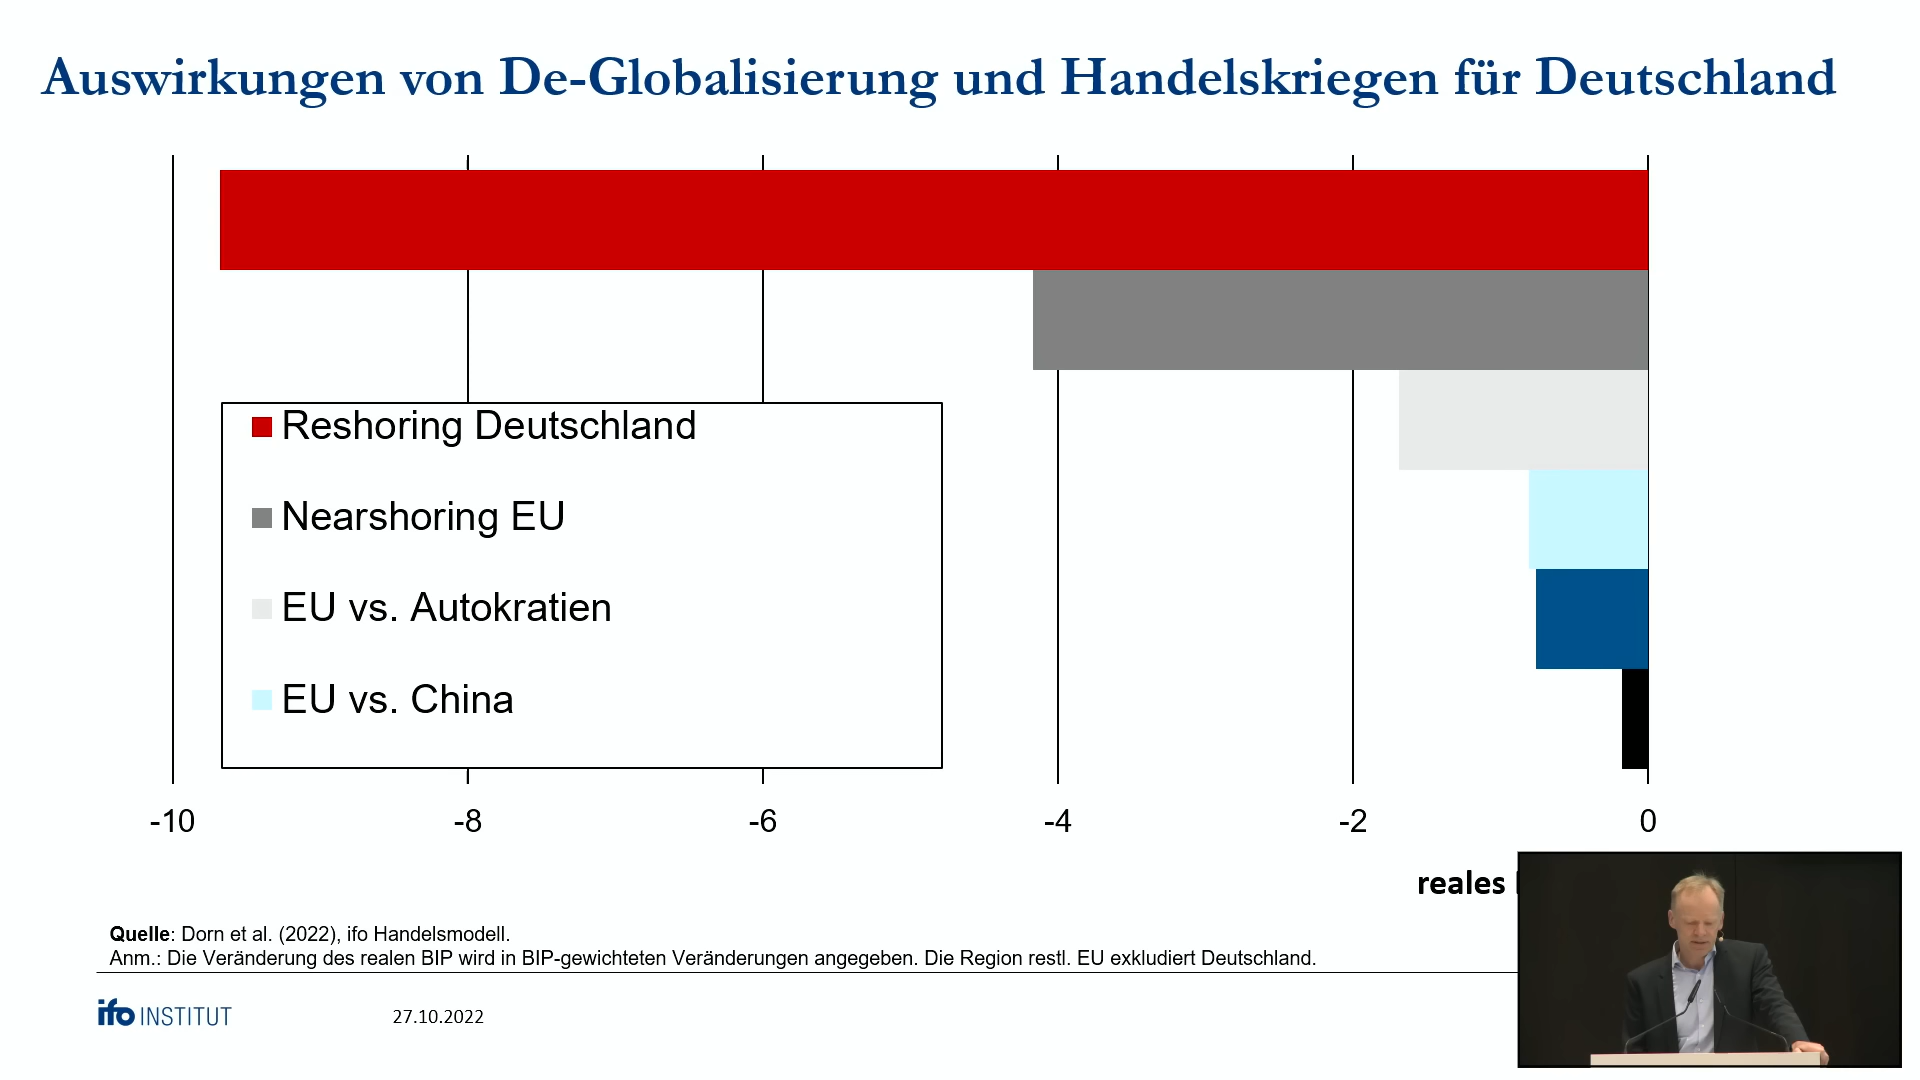 Auswirkungen von De-Globalisierung und Handelskriegen für Deutschland
Reshoring Deutschland
Nearshoring EU
EU vs. Autokratien
EU vs. China
-10 -8 -6 -4 -2 0
reales
Quelle: Dorn et al. (2022), ifo Handelsmodell.
Anm.: Die Veränderung des realen BIP wird in BIP-gewichteten Veränderungen angegeben. Die Region restl. EU exkludiert Deutschland.
ifo INSTITUT
27.10.2022